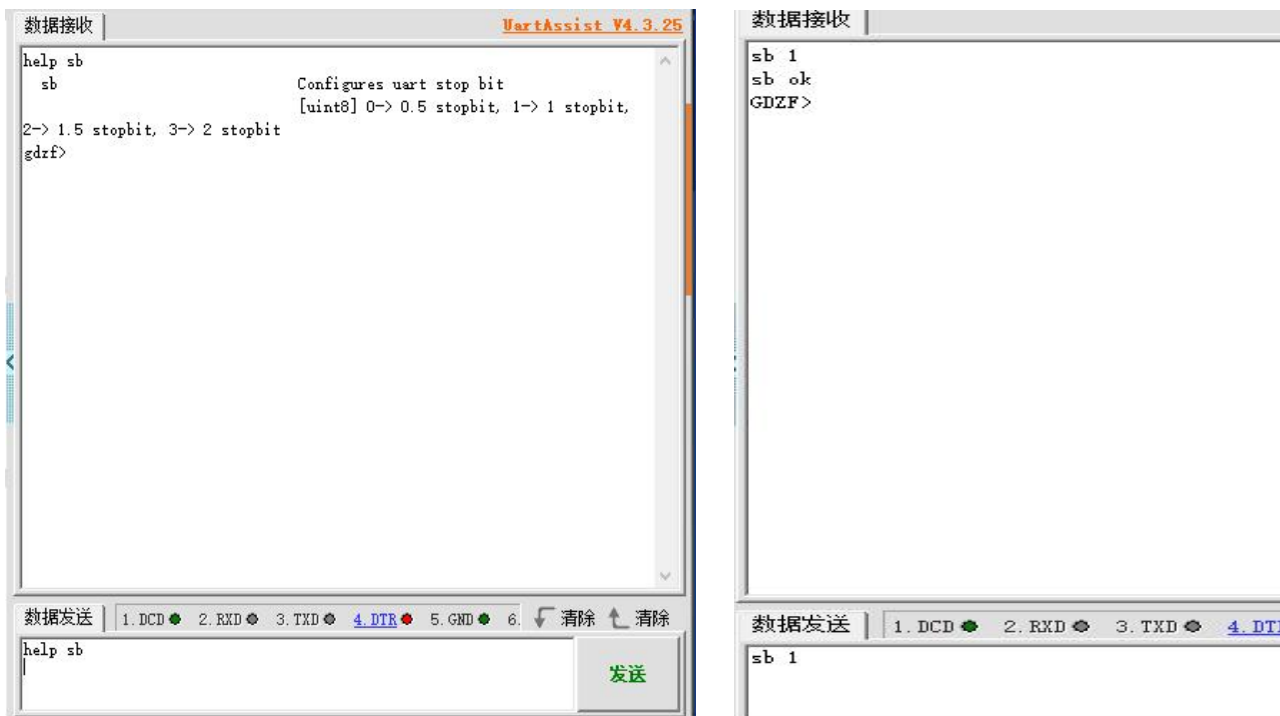 数据接收 UartAssist V4.3.25
help sb
sb Configures uart stop bit
[uint8] 0-> 0.5 stopbit, 1-> 1 stopbit,
2-> 1.5 stopbit, 3-> 2 stopbit
gdzf>
数据发送 1.DCD 2.RXD 3.TXD 4.DTR 5.GND 6. 清除 清除
help sb
发送
数据接收
sb 1
sb ok
GDZF>
数据发送 1.DCD 2.RXD 3.TXD 4.DT
sb 1